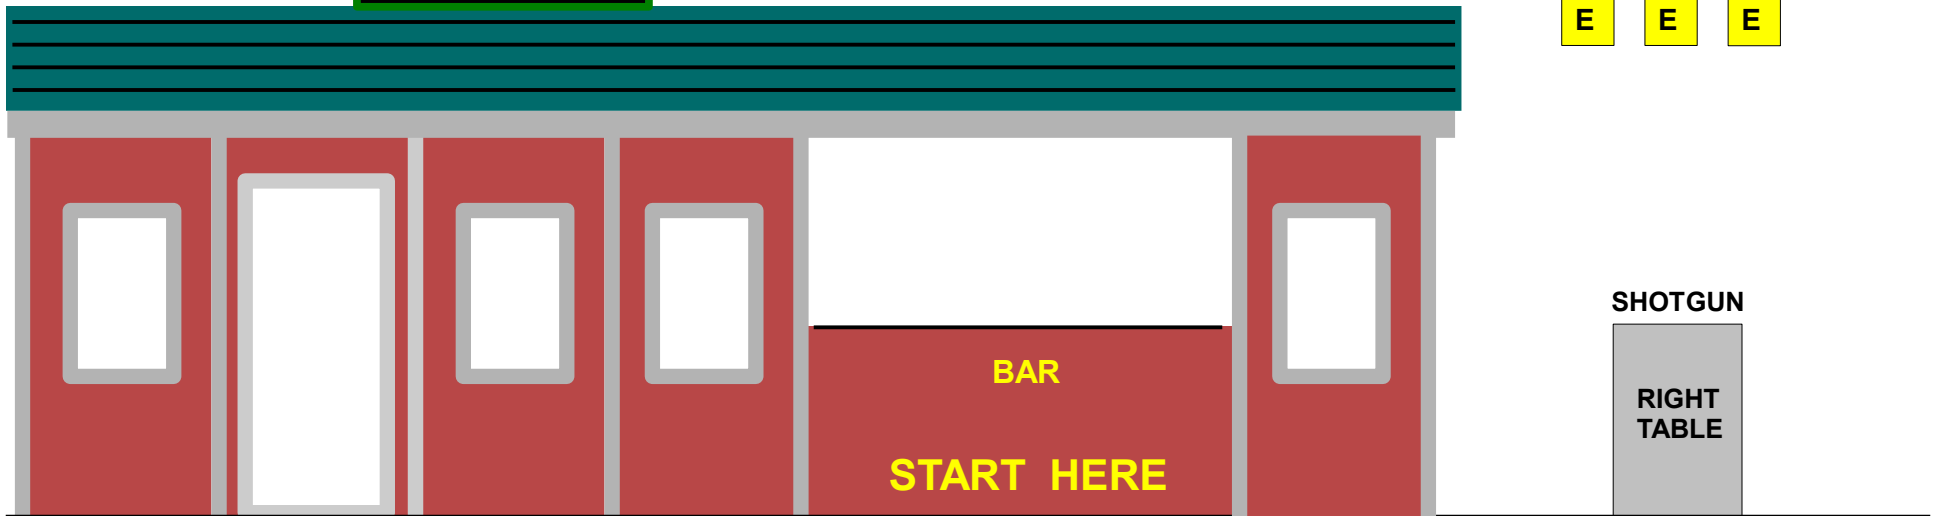 E E E
SHOTGUN
BAR
RIGHT
TABLE
START HERE